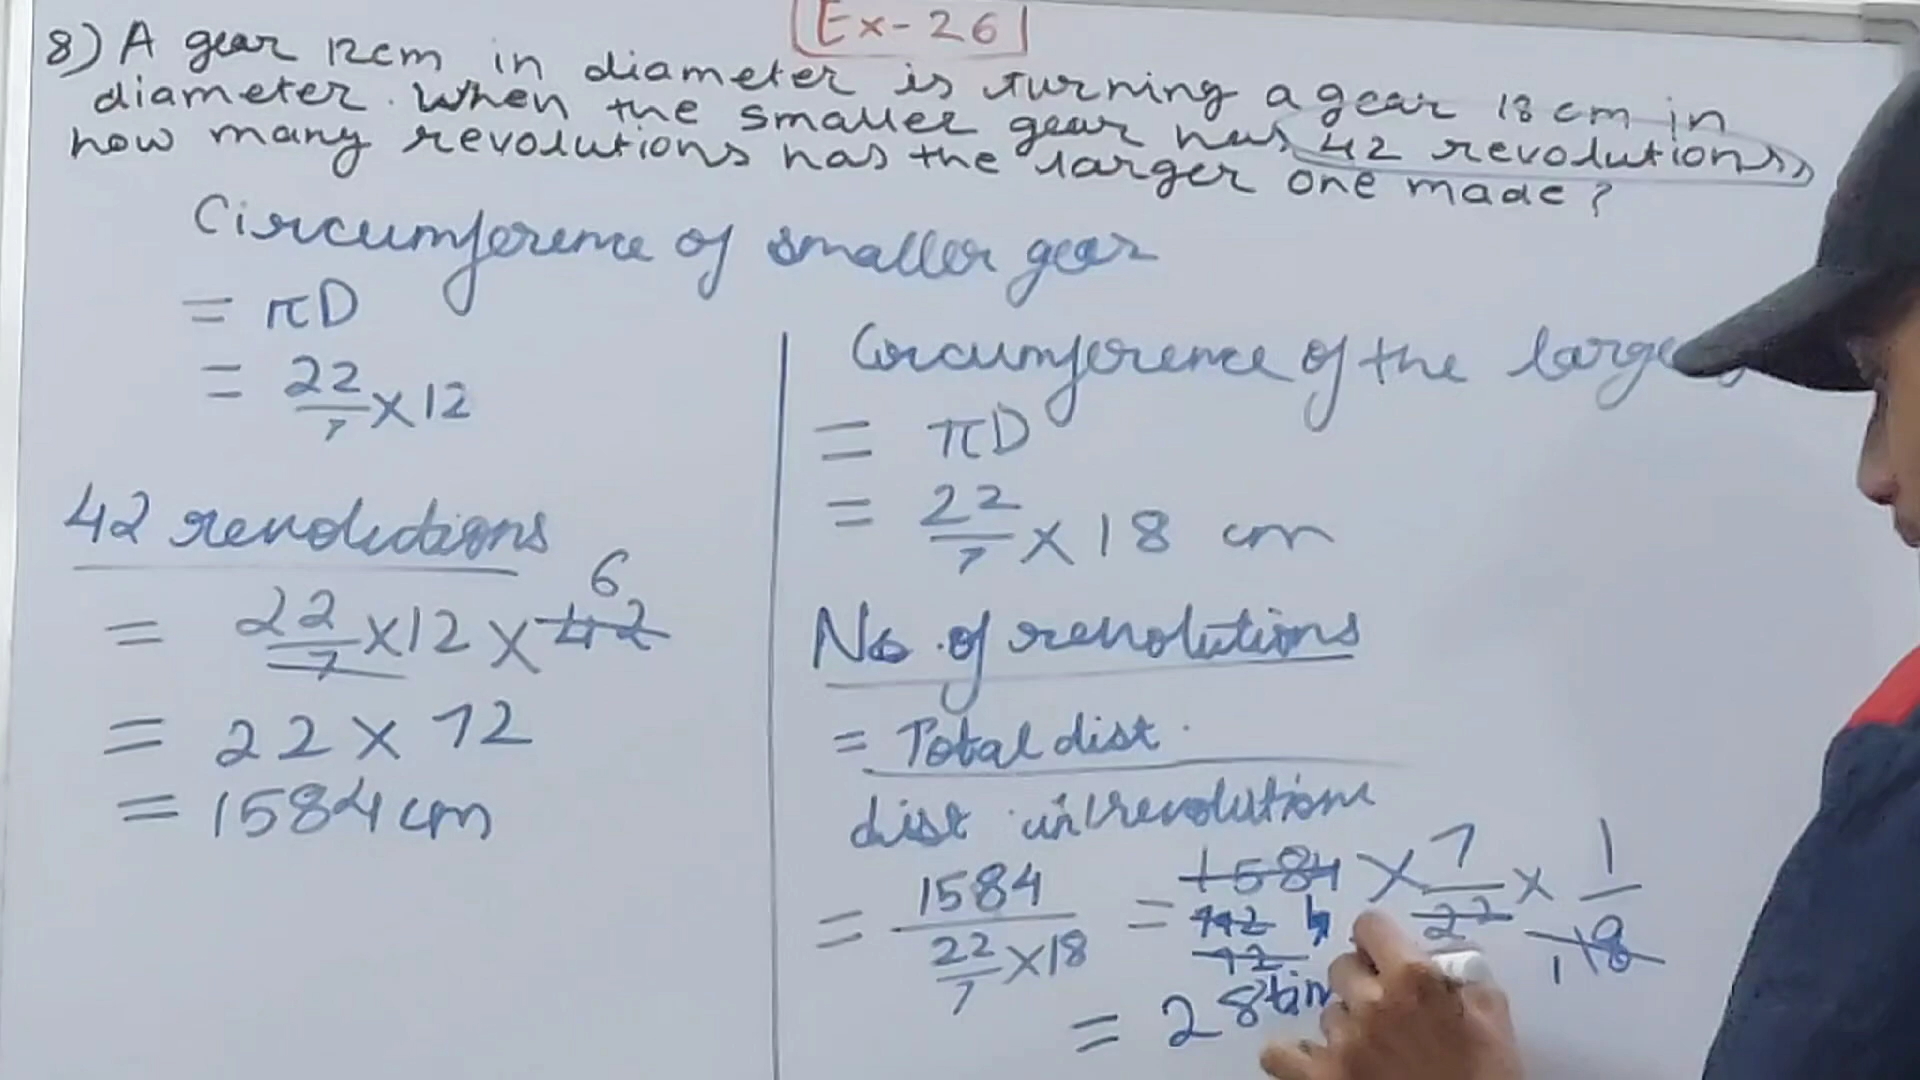 Ex-26
8) A gear 12cm in diameter is turning a gear 18 cm in
diameter. When the smaller gear has 42 revolutions,
how many revolutions has the larger one made?
Circumference of smaller gear
= πD
= 22/7 × 12
42 revolutions
= 22/7 × 12 × 42 6
= 22 × 72
= 1584 cm
Circumference of the large
= πD
= 22/7 × 18 cm
No. of revolutions
= Total dist.
dist in 1 revolution
= 1584 / 22/7 × 18 = 1584 × 7/22 × 1/18
72
1
= 28 tim